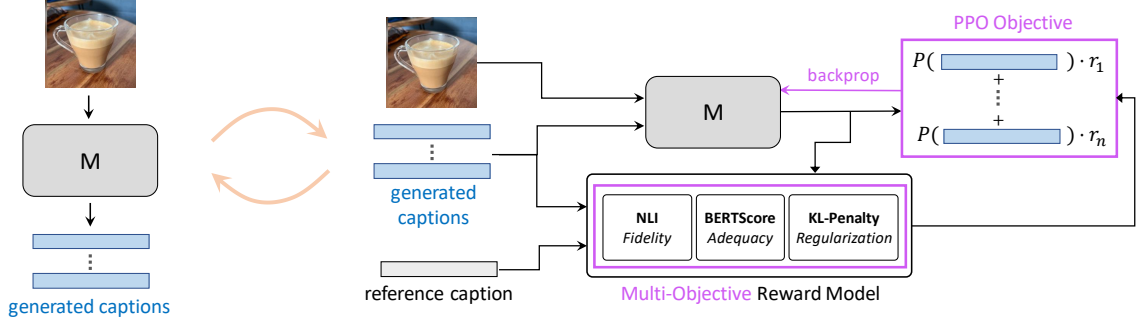 M
generated captions
generated
captions
reference caption
M
backprop
PPO Objective
P( ) · r₁
+
⋮
+
P( ) · rₙ
NLI
Fidelity
BERTScore
Adequacy
KL-Penalty
Regularization
Multi-Objective Reward Model